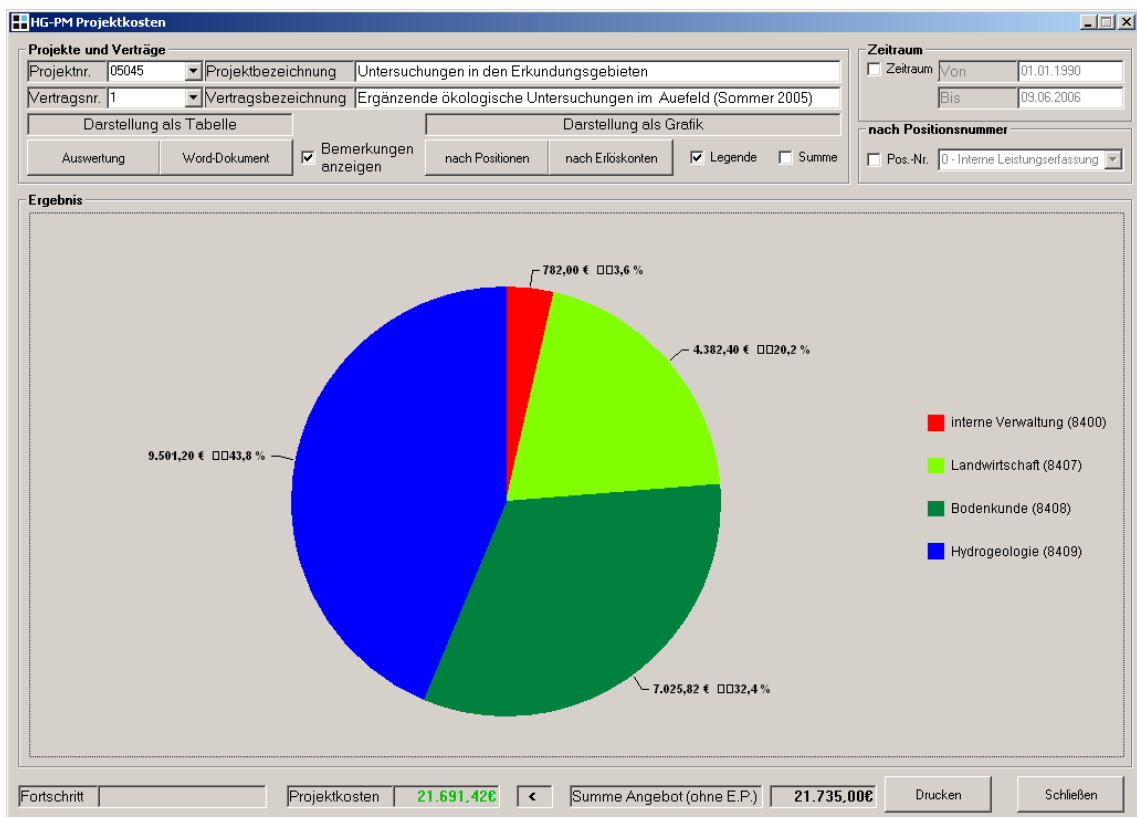 HG-PM Projektkosten
Projekte und Verträge
Projektnr. 05045 Projektbezeichnung Untersuchungen in den Erkundungsgebieten
Vertragsnr. 1 Vertragsbezeichnung Ergänzende ökologische Untersuchungen im Auefeld (Sommer 2005)
Darstellung als Tabelle Darstellung als Grafik
Auswertung Word-Dokument Bemerkungen anzeigen nach Positionen nach Erlöskonten Legende Summe
Zeitraum
Zeitraum Von 01.01.1990
Bis 09.06.2006
nach Positionsnummer
Pos.-Nr. 0 - Interne Leistungserfassung
Ergebnis
782,00 € □□3,6 %
4.382,40 € □□20,2 %
9.501,20 € □□43,8 %
7.025,82 € □□32,4 %
interne Verwaltung (8400)
Landwirtschaft (8407)
Bodenkunde (8408)
Hydrogeologie (8409)
Fortschritt Projektkosten 21.691,42€ < Summe Angebot (ohne E.P.) 21.735,00€ Drucken Schließen